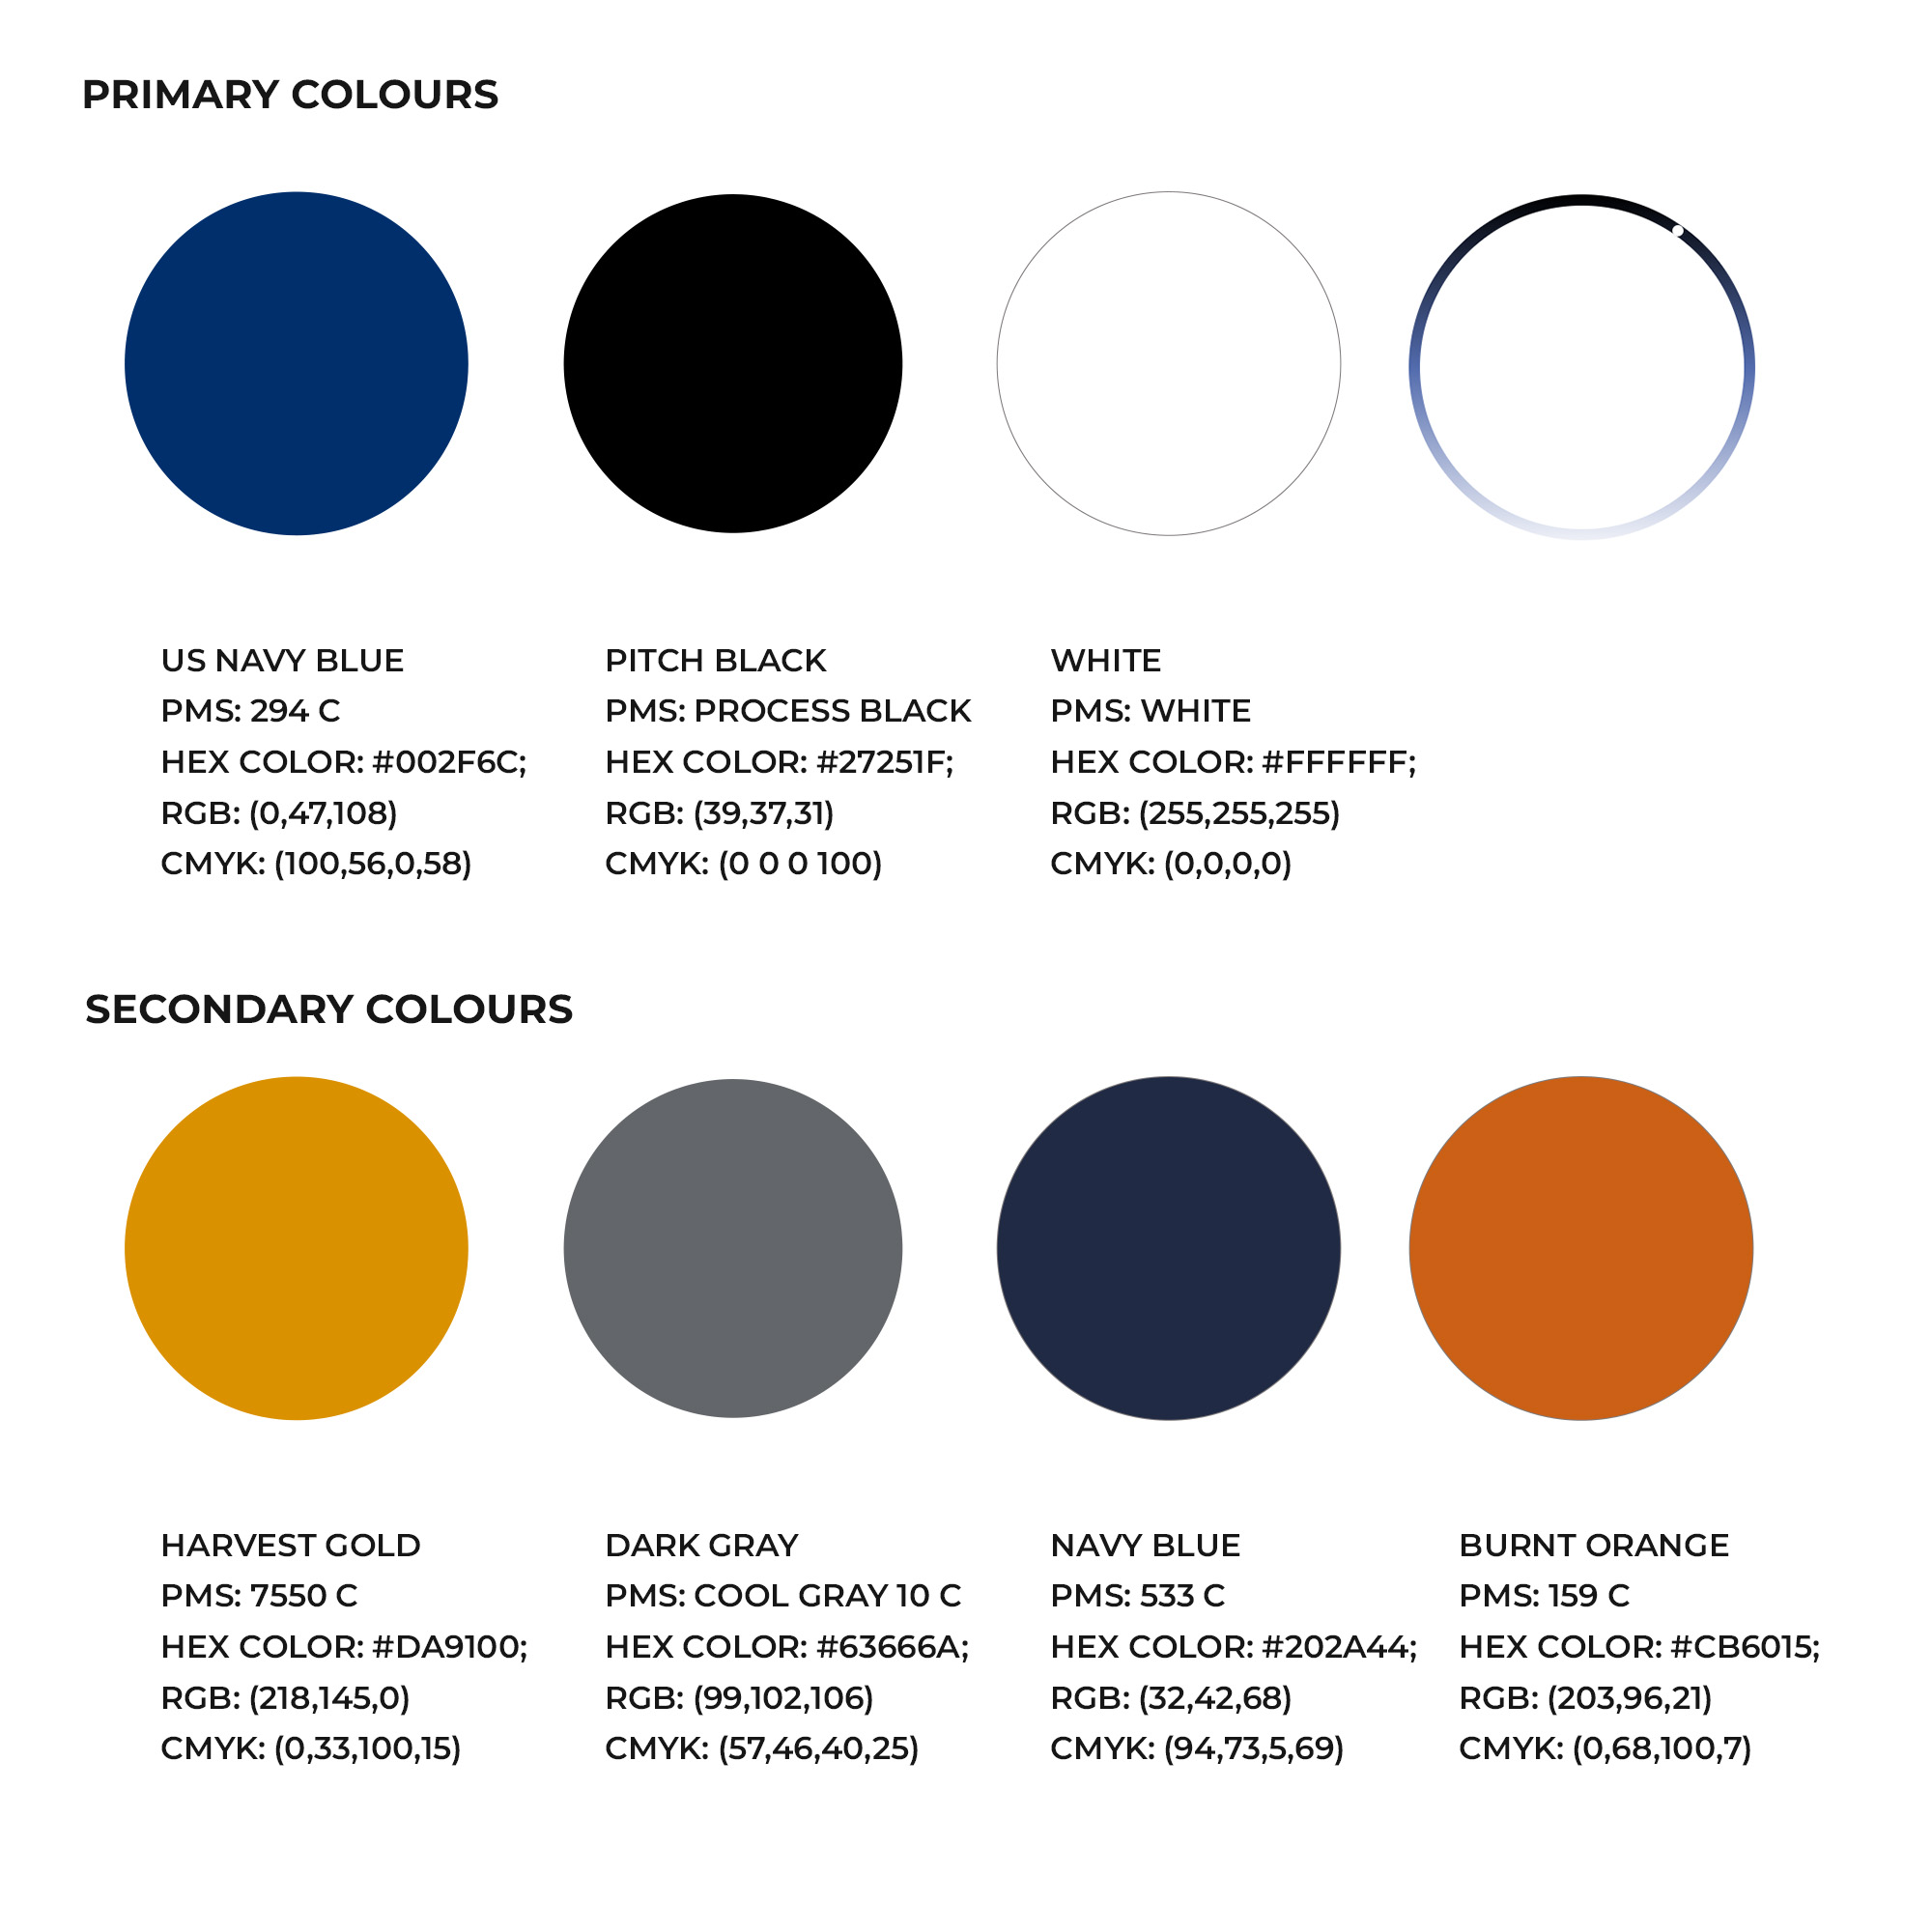 PRIMARY COLOURS
US NAVY BLUE
PMS: 294 C
HEX COLOR: #002F6C;
RGB: (0,47,108)
CMYK: (100,56,0,58)
PITCH BLACK
PMS: PROCESS BLACK
HEX COLOR: #27251F;
RGB: (39,37,31)
CMYK: (0 0 0 100)
WHITE
PMS: WHITE
HEX COLOR: #FFFFFF;
RGB: (255,255,255)
CMYK: (0,0,0,0)
SECONDARY COLOURS
HARVEST GOLD
PMS: 7550 C
HEX COLOR: #DA9100;
RGB: (218,145,0)
CMYK: (0,33,100,15)
DARK GRAY
PMS: COOL GRAY 10 C
HEX COLOR: #63666A;
RGB: (99,102,106)
CMYK: (57,46,40,25)
NAVY BLUE
PMS: 533 C
HEX COLOR: #202A44;
RGB: (32,42,68)
CMYK: (94,73,5,69)
BURNT ORANGE
PMS: 159 C
HEX COLOR: #CB6015;
RGB: (203,96,21)
CMYK: (0,68,100,7)